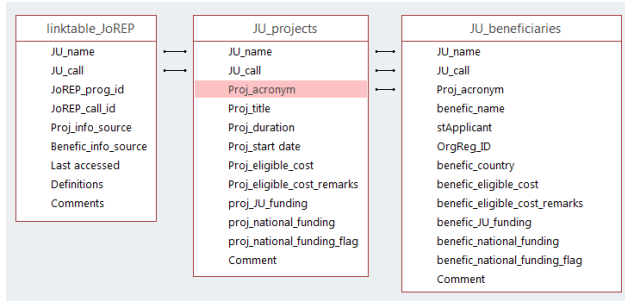 linktable_JoREP
JU_name
JU_call
JoREP_prog_id
JoREP_call_id
Proj_info_source
Benefic_info_source
Last accessed
Definitions
Comments
JU_projects
JU_name
JU_call
Proj_acronym
Proj_title
Proj_duration
Proj_start date
Proj_eligible_cost
Proj_eligible_cost_remarks
proj_JU_funding
proj_national_funding
proj_national_funding_flag
Comment
JU_beneficiaries
JU_name
JU_call
Proj_acronym
benefic_name
stApplicant
OrgReg_ID
benefic_country
benefic_eligible_cost
benefic_eligible_cost_remarks
benefic_JU_funding
benefic_national_funding
benefic_national_funding_flag
Comment